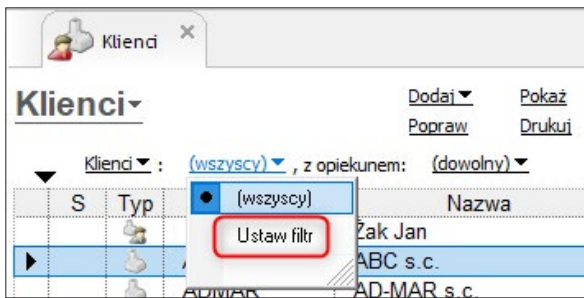 Klienci
Klienci
Dodaj Pokaż
Popraw Drukuj
Klienci : (wszyscy) , z opiekunem: (dowolny)
S Typ Nazwa
(wszyscy)
Ustaw filtr
Żak Jan
ABC s.c.
ADMAR AD-MAR s.c.